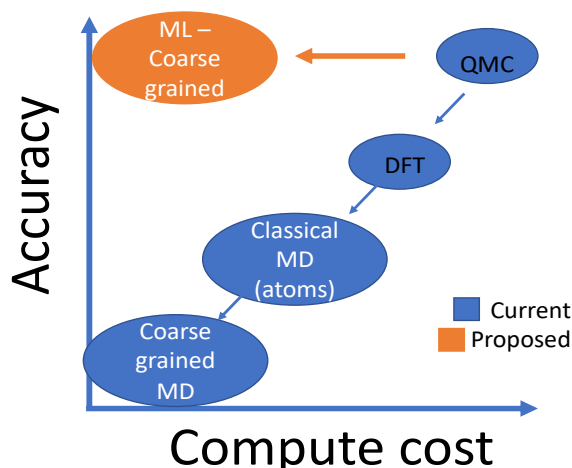 ML –
Coarse
grained
QMC
DFT
Classical
MD
(atoms)
Coarse
grained
MD
Current
Proposed
Accuracy
Compute cost